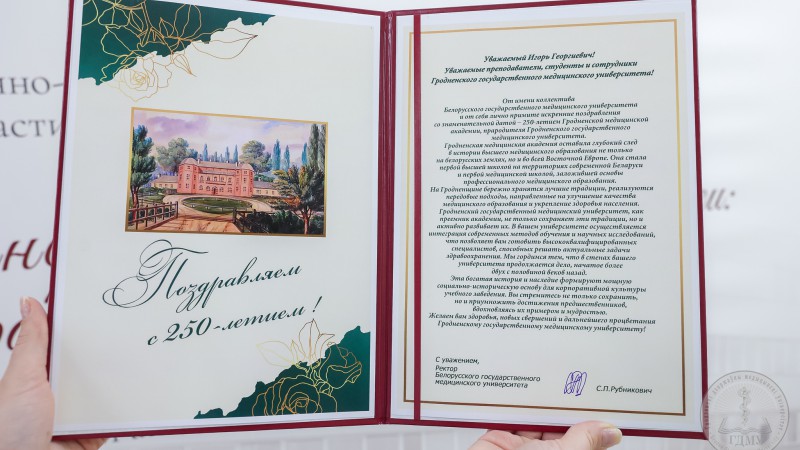 Поздравляем
с 250-летием !
Уважаемый Игорь Георгиевич!
Уважаемые преподаватели, студенты и сотрудники
Гродненского государственного медицинского университета!
От имени коллектива
Белорусского государственного медицинского университета
и от себя лично примите искренние поздравления
со знаменательной датой – 250-летием Гродненской медицинской
академии, прародителя Гродненского государственного
медицинского университета.
Гродненская медицинская академия оставила глубокий след
в истории высшего медицинского образования не только
на белорусских землях, но и во всей Восточной Европе. Она стала
первой высшей школой на территориях современной Беларуси
и первой медицинской школой, заложившей основы
профессионального медицинского образования.
На Гродненщине бережно хранятся лучшие традиции, реализуются
передовые подходы, направленные на улучшение качества
медицинского образования и укрепление здоровья населения.
Гродненский государственный медицинский университет, как
преемник академии, не только сохраняет эти традиции, но и
активно развивает их. В вашем университете осуществляется
интеграция современных методов обучения и научных исследований,
что позволяет вам готовить высококвалифицированных
специалистов, способных решать актуальные задачи
здравоохранения. Мы гордимся тем, что в стенах вашего
университета продолжается дело, начатое более
двух с половиной веков назад.
Эта богатая история и наследие формируют мощную
социально-историческую основу для корпоративной культуры
учебного заведения. Вы стремитесь не только сохранить,
но и приумножить достижения предшественников,
вдохновляясь их примером и мудростью.
Желаем вам здоровья, новых свершений и дальнейшего процветания
Гродненскому государственному медицинскому университету!
С уважением,
Ректор
Белорусского государственного
медицинского университета
С.П.Рубникович
ГДМУ